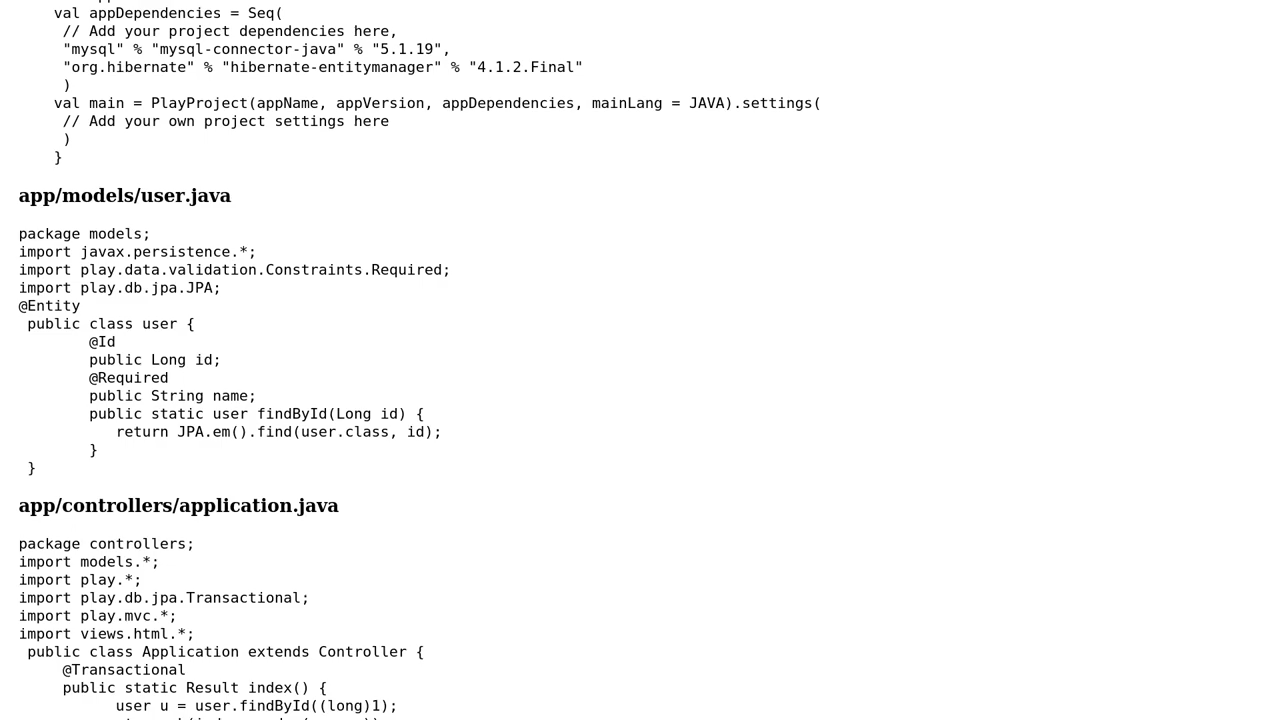 val appDependencies = Seq(
// Add your project dependencies here,
"mysql" % "mysql-connector-java" % "5.1.19",
"org.hibernate" % "hibernate-entitymanager" % "4.1.2.Final"
)
val main = PlayProject(appName, appVersion, appDependencies, mainLang = JAVA).settings(
// Add your own project settings here
)
}
app/models/user.java
package models;
import javax.persistence.*;
import play.data.validation.Constraints.Required;
import play.db.jpa.JPA;
@Entity
public class user {
@Id
public Long id;
@Required
public String name;
public static user findById(Long id) {
return JPA.em().find(user.class, id);
}
}
app/controllers/application.java
package controllers;
import models.*;
import play.*;
import play.db.jpa.Transactional;
import play.mvc.*;
import views.html.*;
public class Application extends Controller {
@Transactional
public static Result index() {
user u = user.findById((long)1);